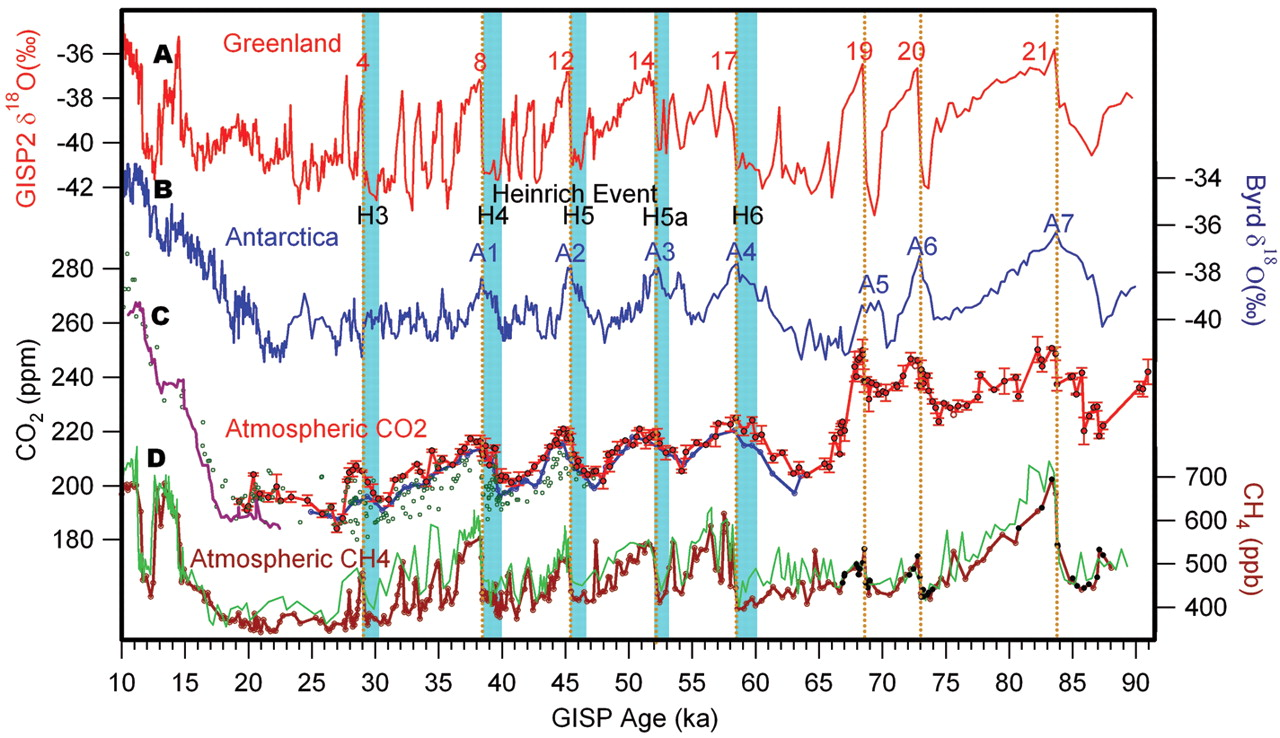 A
Greenland
4
8
12
14
17
19
20
21
GISP2 δ18O(‰)
-36
-38
-40
-42
B
Antarctica
Heinrich Event
H3
H4
H5
H5a
H6
A1
A2
A3
A4
A5
A6
A7
-34
-36
-38
-40
Byrd δ18O(‰)
C
Atmospheric CO2
CO2 (ppm)
280
260
240
220
200
180
D
Atmospheric CH4
700
600
500
400
CH4 (ppb)
10 15 20 25 30 35 40 45 50 55 60 65 70 75 80 85 90
GISP Age (ka)